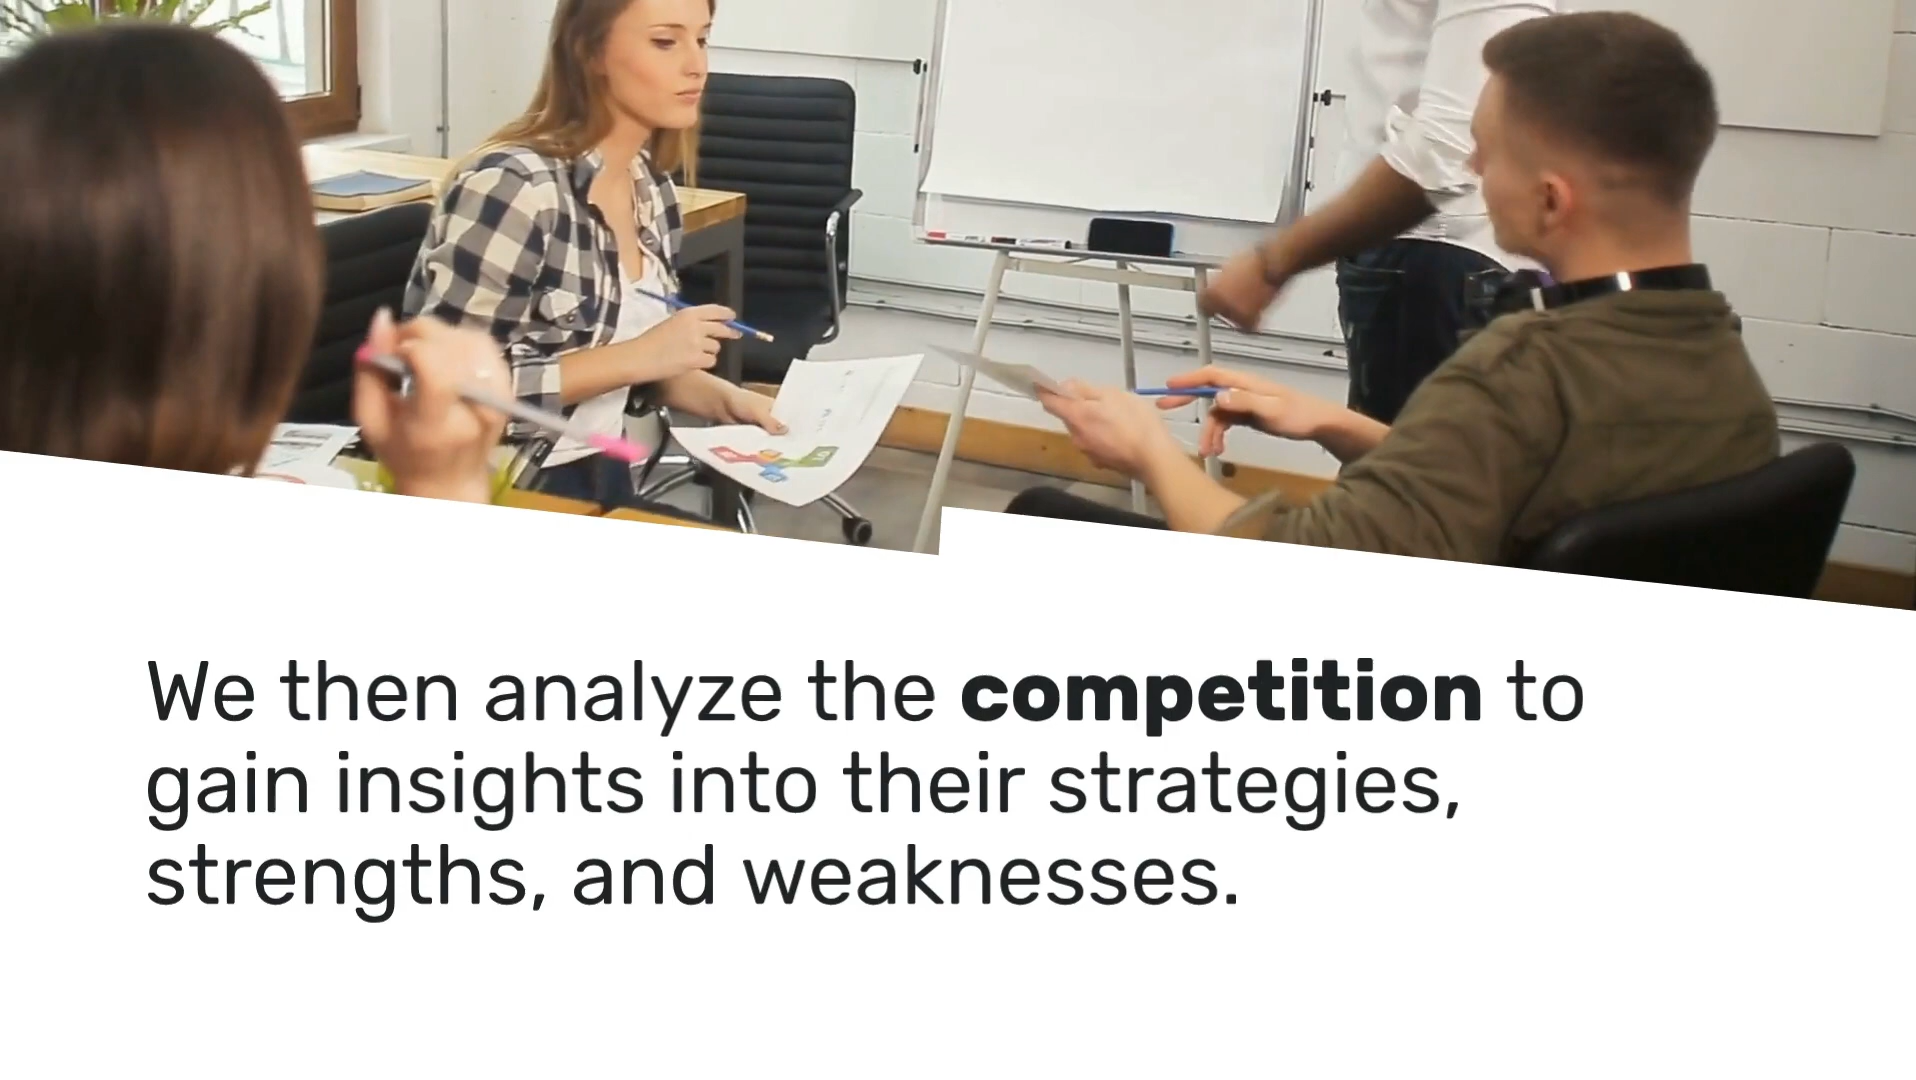 We then analyze the competition to
gain insights into their strategies,
strengths, and weaknesses.